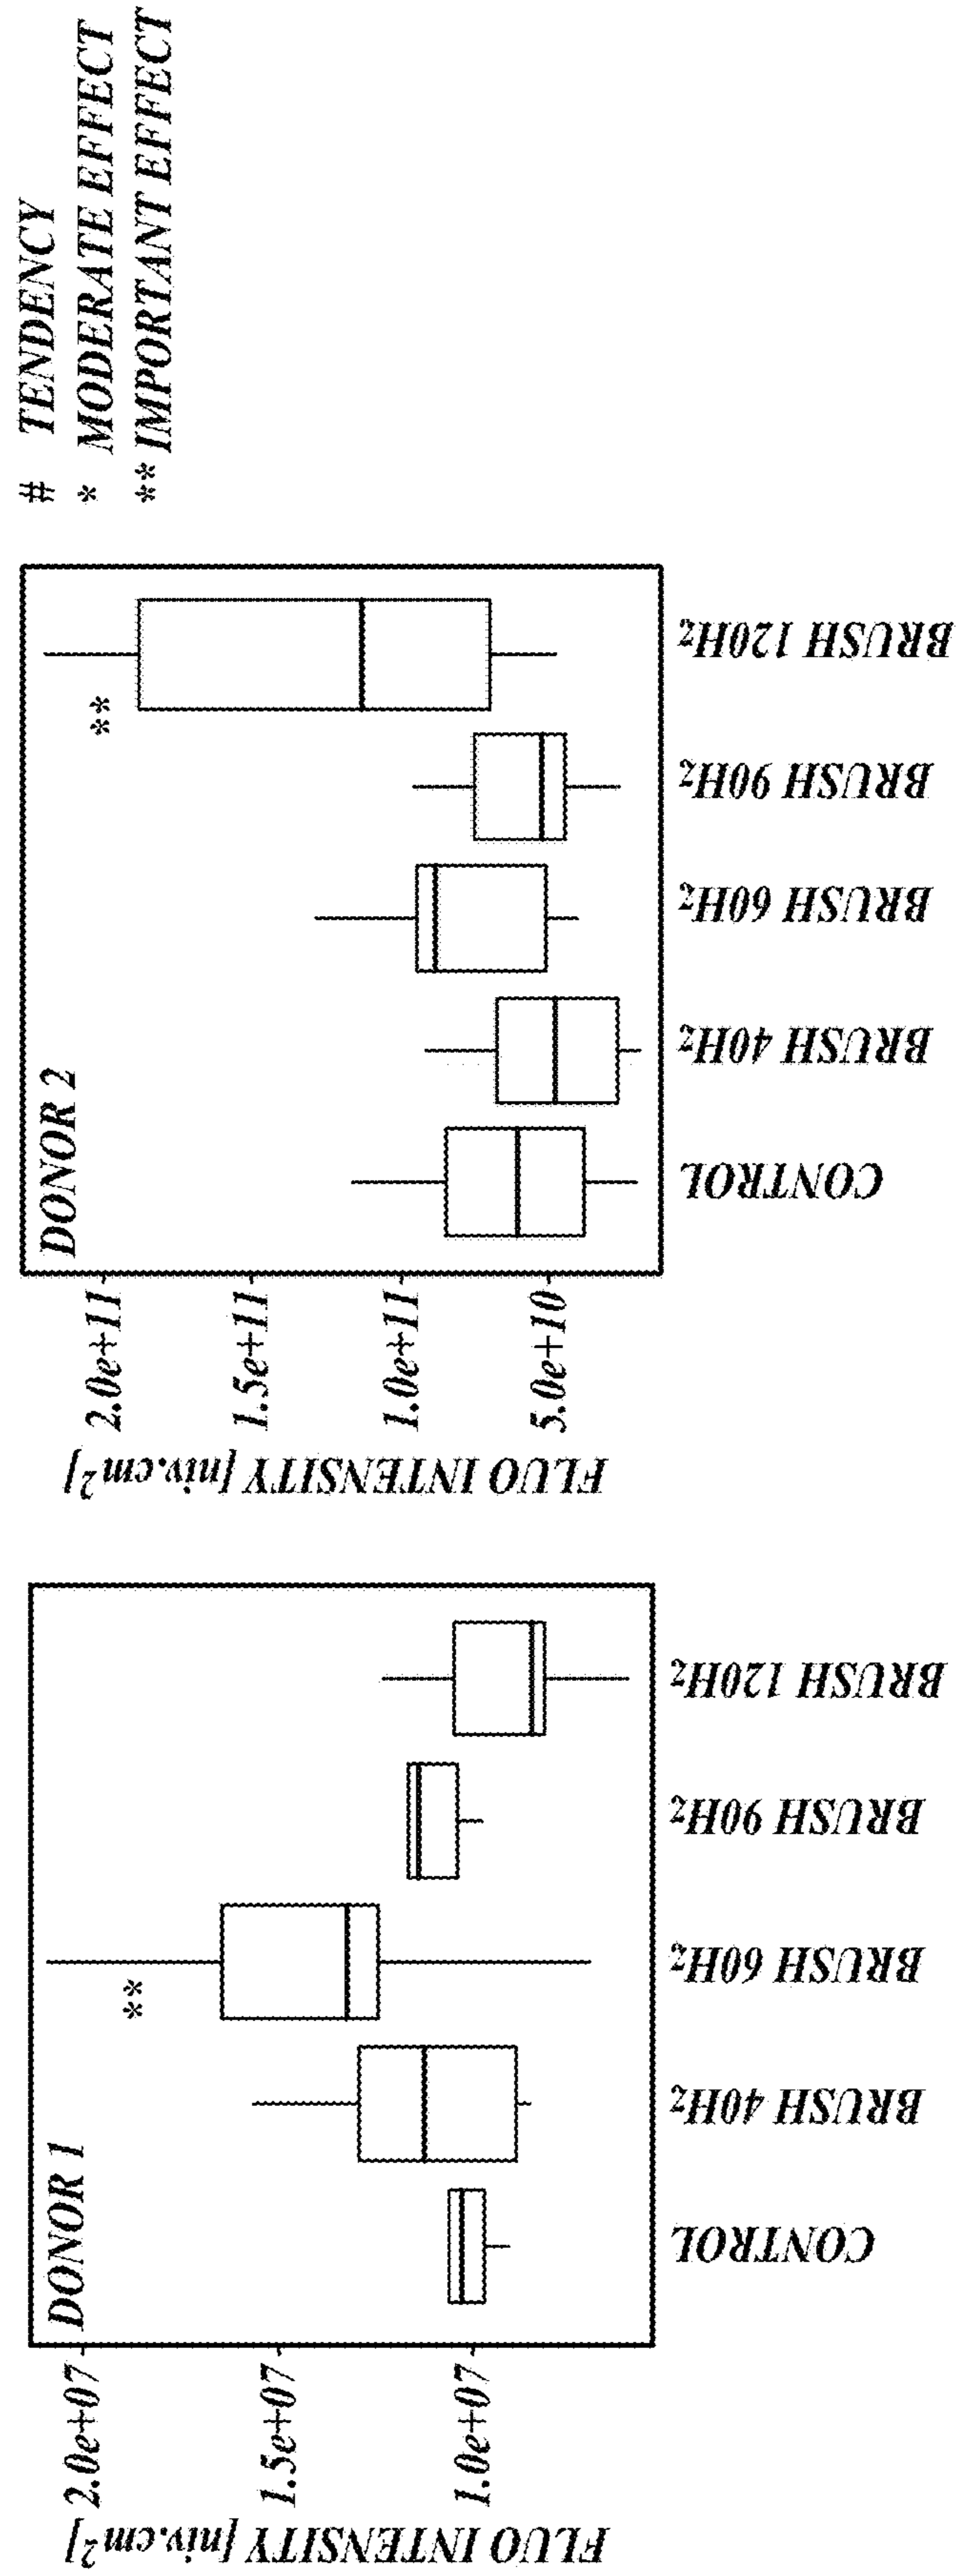 DONOR 1
FLUO INTENSITY [niv.cm2]
2.0e+07
1.5e+07
1.0e+07
**
CONTROL
BRUSH 40Hz
BRUSH 60Hz
BRUSH 90Hz
BRUSH 120Hz
DONOR 2
FLUO INTENSITY [niv.cm2]
2.0e+11
1.5e+11
1.0e+11
5.0e+10
**
CONTROL
BRUSH 40Hz
BRUSH 60Hz
BRUSH 90Hz
BRUSH 120Hz
# TENDENCY
* MODERATE EFFECT
** IMPORTANT EFFECT